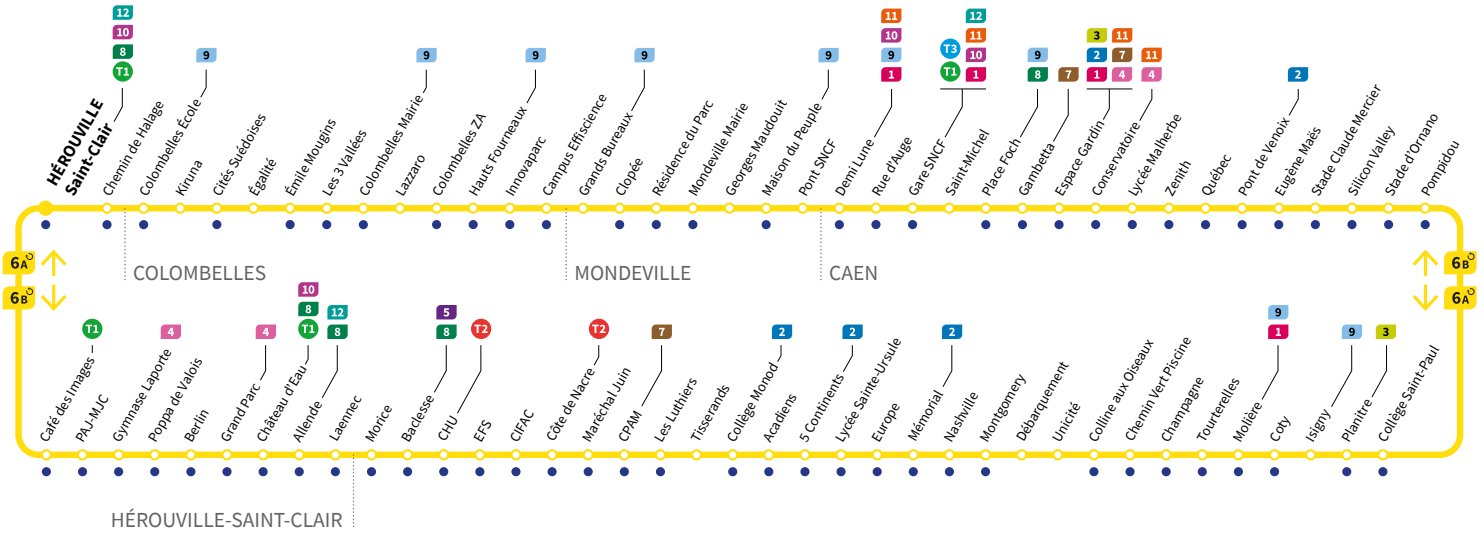 12
10
8
T1
9
9
9
9
9
11
10
9
1
T3
T1
12
11
10
1
9
8
7
3
2
1
11
7
4
11
4
2
HÉROUVILLE
Saint-Clair
Chemin de Halage
Colombelles École
Kiruna
Cités Suédoises
Égalité
Émile Mougins
Les 3 Vallées
Colombelles Mairie
Lazzaro
Colombelles ZA
Hauts Fourneaux
Innovaparc
Campus Effiscience
Grands Bureaux
Clopée
Résidence du Parc
Mondeville Mairie
Georges Maudouit
Maison du Peuple
Pont SNCF
Demi Lune
Rue d'Auge
Gare SNCF
Saint-Michel
Place Foch
Gambetta
Espace Gardin
Conservatoire
Lycée Malherbe
Zenith
Québec
Pont de Venoix
Eugène Maës
Stade Claude Mercier
Silicon Valley
Stade d'Ornano
Pompidou
COLOMBELLES
MONDEVILLE
CAEN
6A
6B
6B
6A
T1
4
4
10
8
T1
12
8
5
8
T2
T2
7
2
2
2
9
1
9
3
Café des Images
PAJ-MJC
Gymnase Laporte
Poppa de Valois
Berlin
Grand Parc
Château d'Eau
Allende
Laennec
Morice
Baclesse
CHU
EFS
CIFAC
Côte de Nacre
Maréchal Juin
CPAM
Les Luthiers
Tisserands
Collège Monod
Acadiens
5 Continents
Lycée Sainte-Ursule
Europe
Mémorial
Nashville
Montgomery
Débarquement
Unicité
Colline aux Oiseaux
Chemin Vert Piscine
Champagne
Tourterelles
Molière
Coty
Isigny
Planitre
Collège Saint-Paul
HÉROUVILLE-SAINT-CLAIR